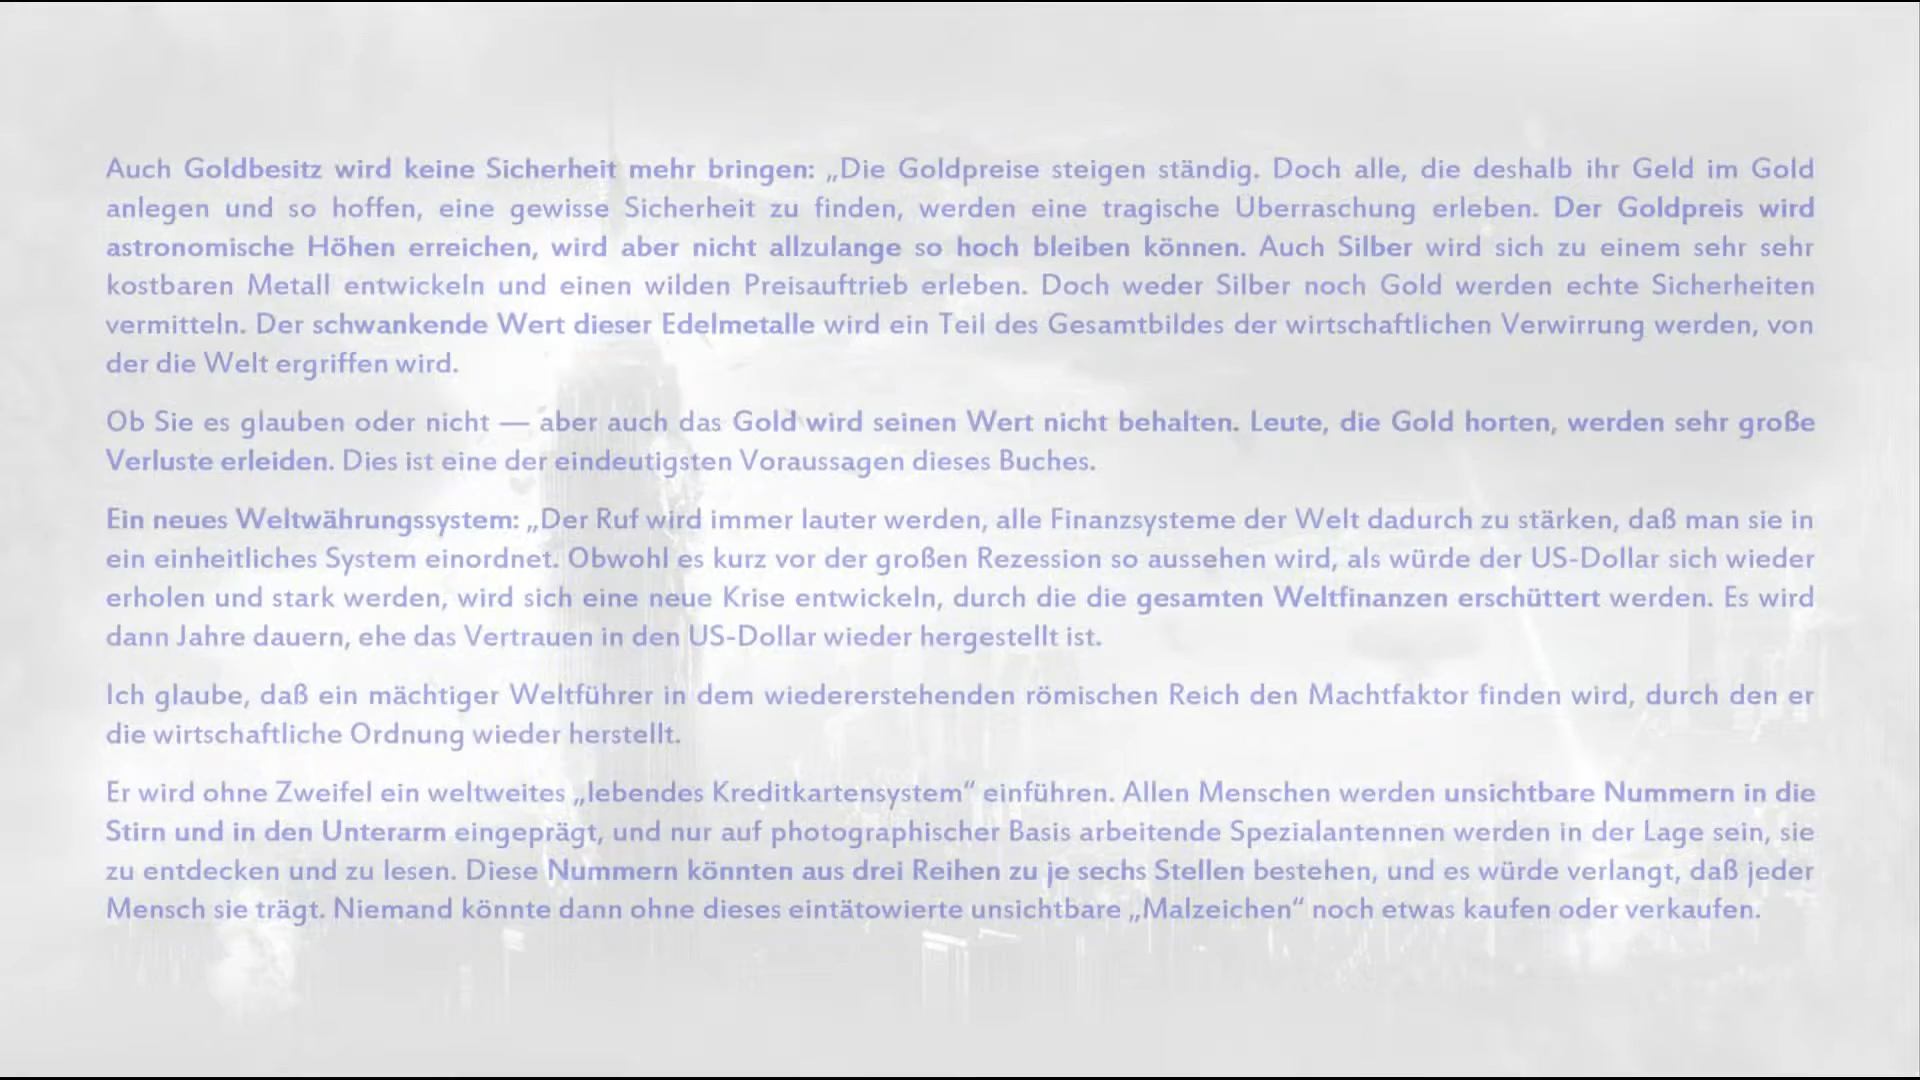 Auch Goldbesitz wird keine Sicherheit mehr bringen: „Die Goldpreise steigen ständig. Doch alle, die deshalb ihr Geld im Gold
anlegen und so hoffen, eine gewisse Sicherheit zu finden, werden eine tragische Überraschung erleben. Der Goldpreis wird
astronomische Höhen erreichen, wird aber nicht allzulange so hoch bleiben können. Auch Silber wird sich zu einem sehr sehr
kostbaren Metall entwickeln und einen wilden Preisauftrieb erleben. Doch weder Silber noch Gold werden echte Sicherheiten
vermitteln. Der schwankende Wert dieser Edelmetalle wird ein Teil des Gesamtbildes der wirtschaftlichen Verwirrung werden, von
der die Welt ergriffen wird.
Ob Sie es glauben oder nicht — aber auch das Gold wird seinen Wert nicht behalten. Leute, die Gold horten, werden sehr große
Verluste erleiden. Dies ist eine der eindeutigsten Voraussagen dieses Buches.
Ein neues Weltwährungssystem: „Der Ruf wird immer lauter werden, alle Finanzsysteme der Welt dadurch zu stärken, daß man sie in
ein einheitliches System einordnet. Obwohl es kurz vor der großen Rezession so aussehen wird, als würde der US-Dollar sich wieder
erholen und stark werden, wird sich eine neue Krise entwickeln, durch die die gesamten Weltfinanzen erschüttert werden. Es wird
dann Jahre dauern, ehe das Vertrauen in den US-Dollar wieder hergestellt ist.
Ich glaube, daß ein mächtiger Weltführer in dem wiedererstehenden römischen Reich den Machtfaktor finden wird, durch den er
die wirtschaftliche Ordnung wieder herstellt.
Er wird ohne Zweifel ein weltweites „lebendes Kreditkartensystem“ einführen. Allen Menschen werden unsichtbare Nummern in die
Stirn und in den Unterarm eingeprägt, und nur auf photographischer Basis arbeitende Spezialantennen werden in der Lage sein, sie
zu entdecken und zu lesen. Diese Nummern könnten aus drei Reihen zu je sechs Stellen bestehen, und es würde verlangt, daß jeder
Mensch sie trägt. Niemand könnte dann ohne dieses eintätowierte unsichtbare „Malzeichen“ noch etwas kaufen oder verkaufen.